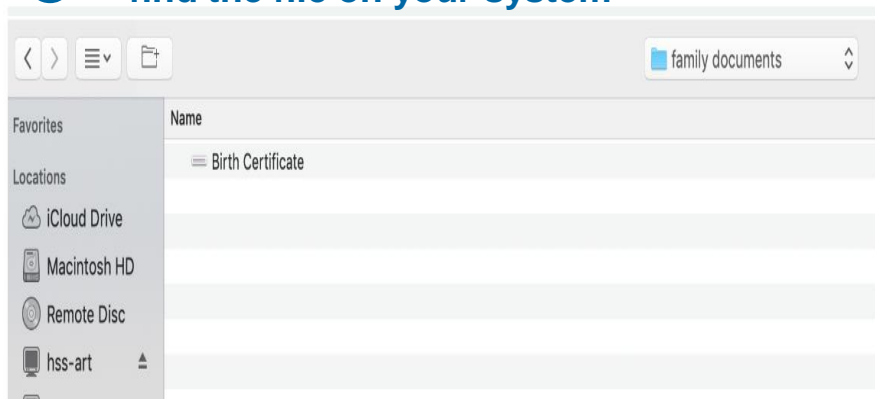 find the file on your system
family documents
Favorites
Name
Birth Certificate
Locations
iCloud Drive
Macintosh HD
Remote Disc
hss-art